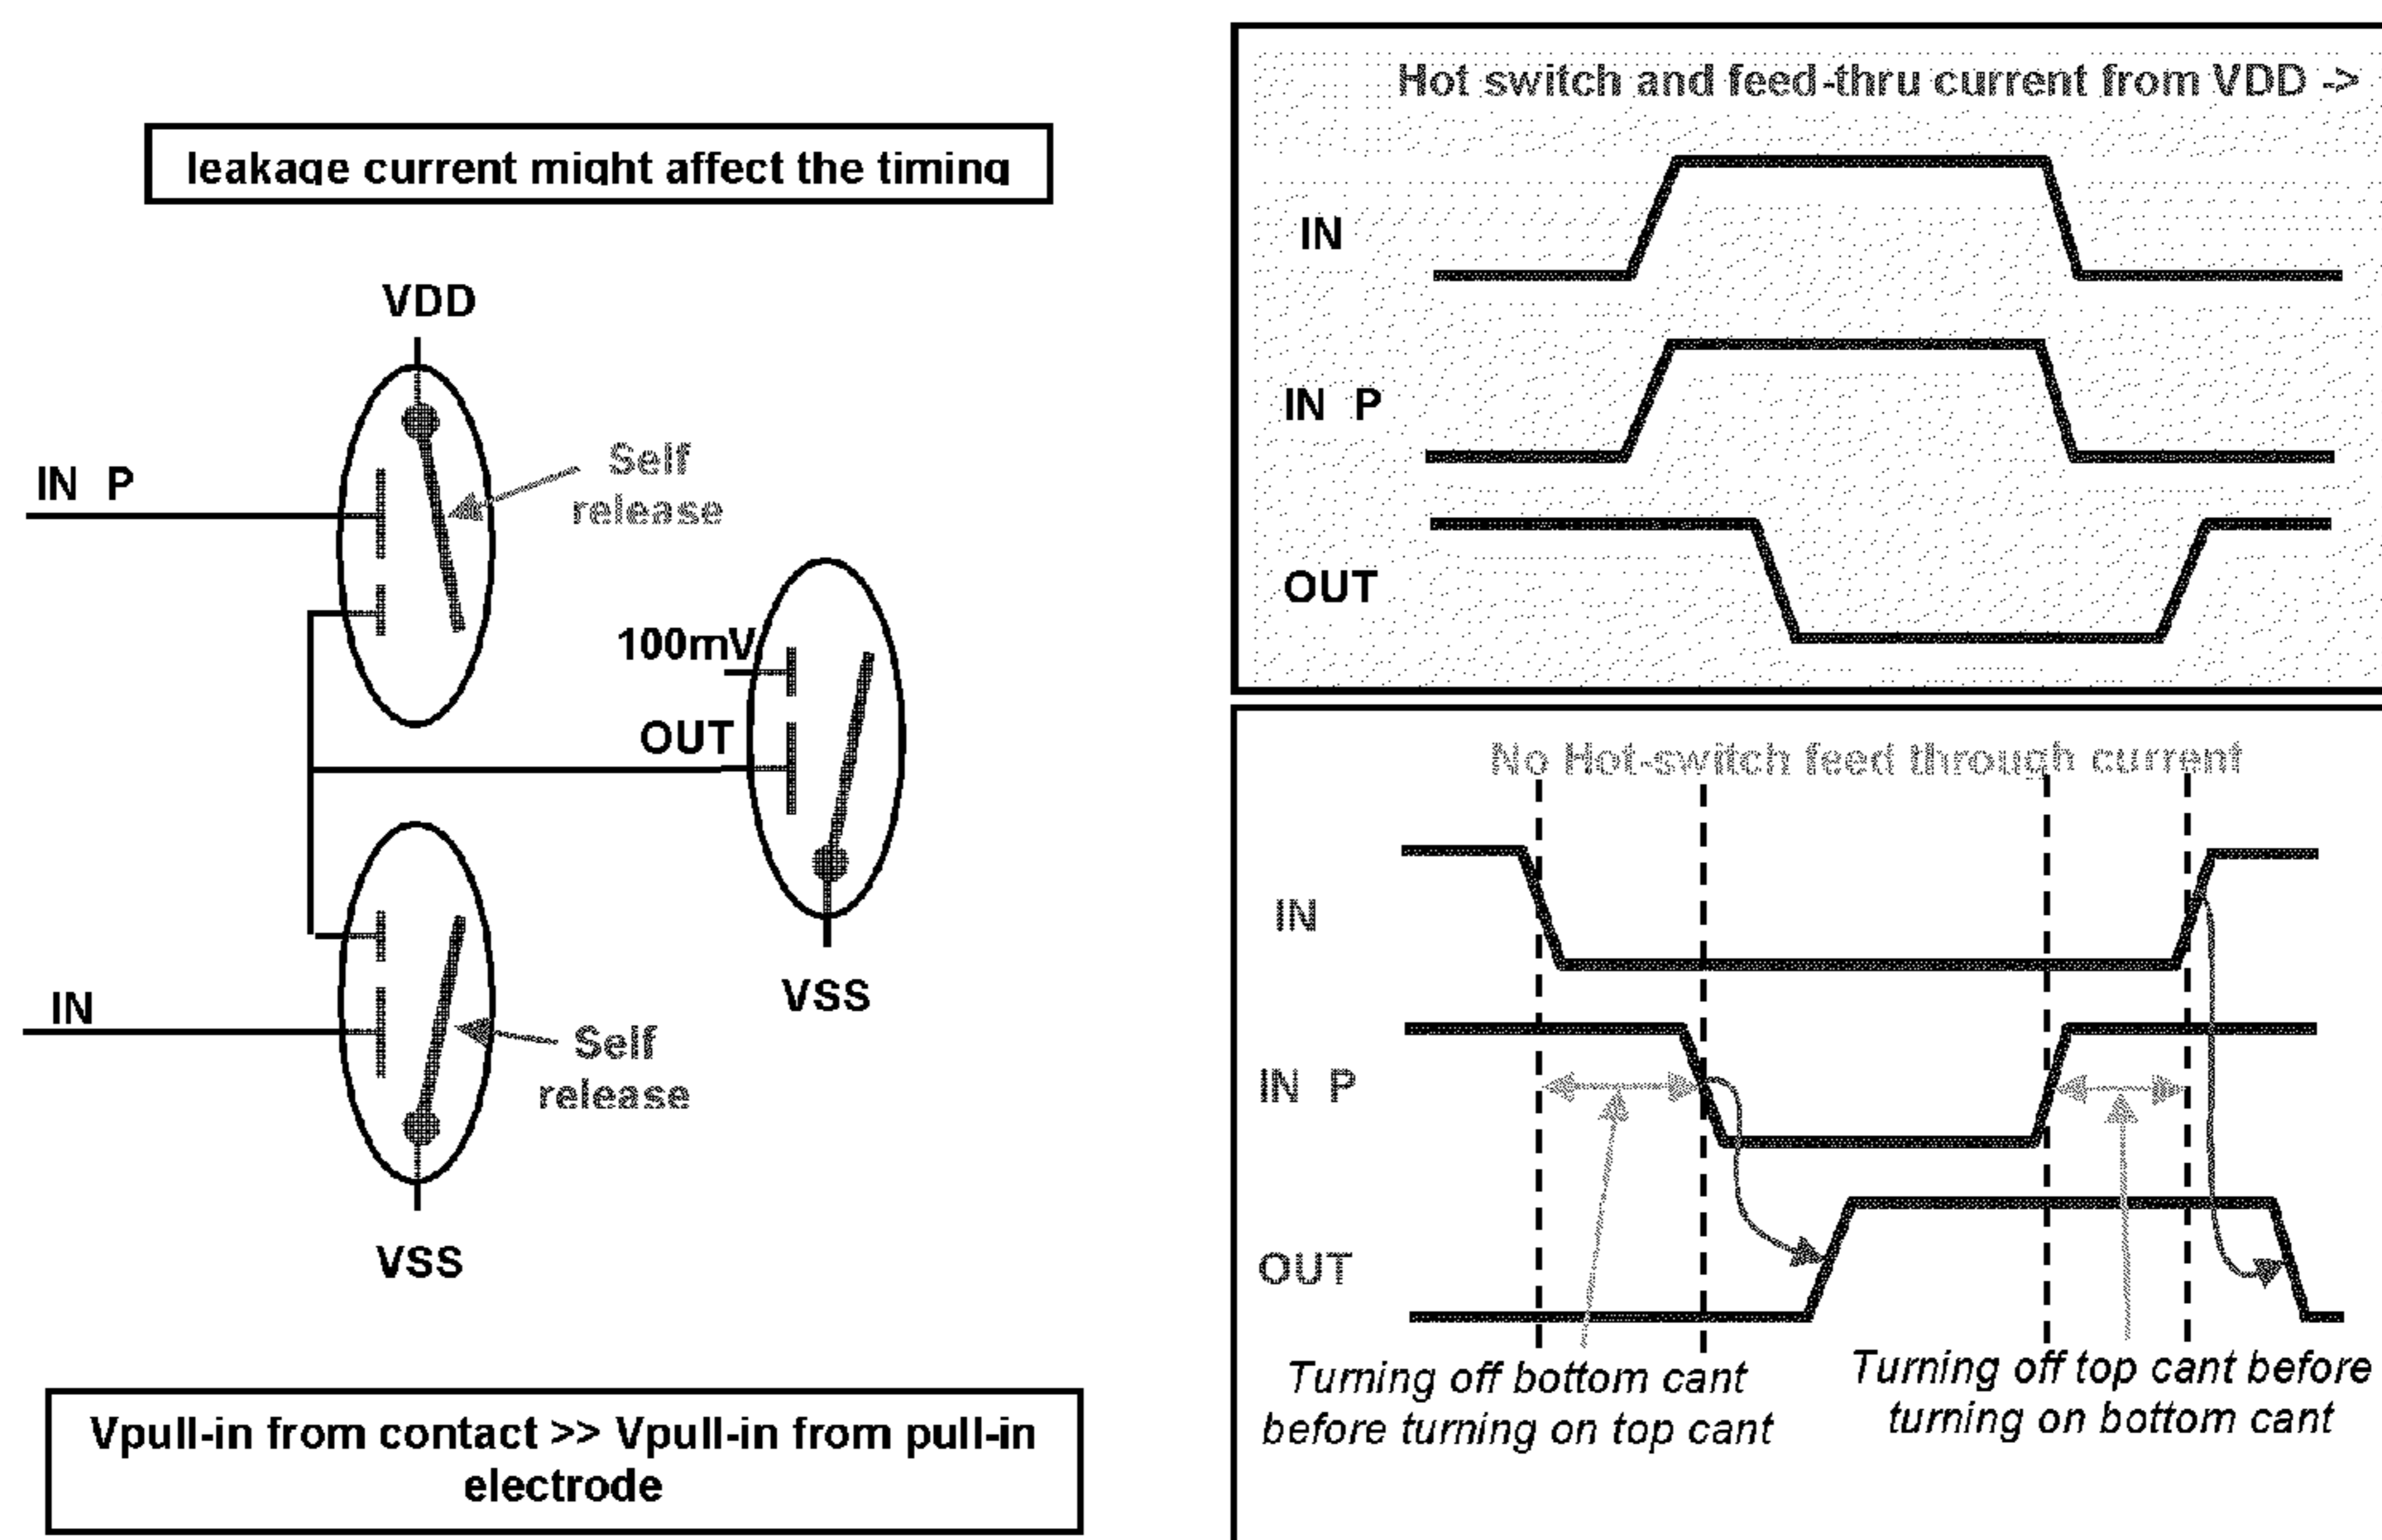 leakage current might affect the timing
VDD
IN P
Self
release
100mV
OUT
VSS
IN
Self
release
VSS
Vpull-in from contact >> Vpull-in from pull-in
electrode
Hot switch and feed-thru current from VDD ->
IN
IN P
OUT
No Hot-switch feed through current
IN
IN P
OUT
Turning off bottom cant
before turning on top cant
Turning off top cant before
turning on bottom cant